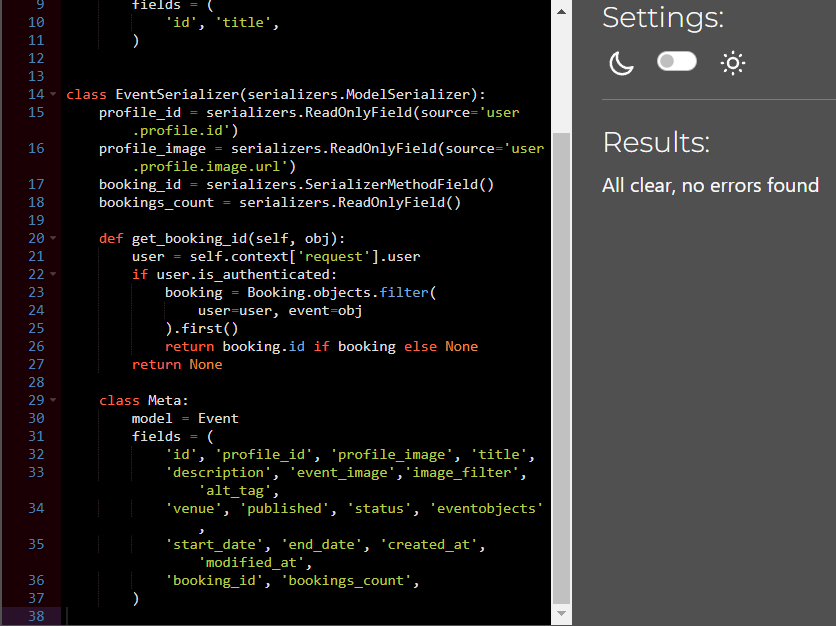 9 fields = (
10 'id', 'title',
11 )
12
13
14 class EventSerializer(serializers.ModelSerializer):
15 profile_id = serializers.ReadOnlyField(source='user
.profile.id')
16 profile_image = serializers.ReadOnlyField(source='user
.profile.image.url')
17 booking_id = serializers.SerializerMethodField()
18 bookings_count = serializers.ReadOnlyField()
19
20 def get_booking_id(self, obj):
21 user = self.context['request'].user
22 if user.is_authenticated:
23 booking = Booking.objects.filter(
24 user=user, event=obj
25 ).first()
26 return booking.id if booking else None
27 return None
28
29 class Meta:
30 model = Event
31 fields = (
32 'id', 'profile_id', 'profile_image', 'title',
33 'description', 'event_image','image_filter',
'alt_tag',
34 'venue', 'published', 'status', 'eventobjects'
,
35 'start_date', 'end_date', 'created_at',
'modified_at',
36 'booking_id', 'bookings_count',
37 )
38
Settings:
Results:
All clear, no errors found